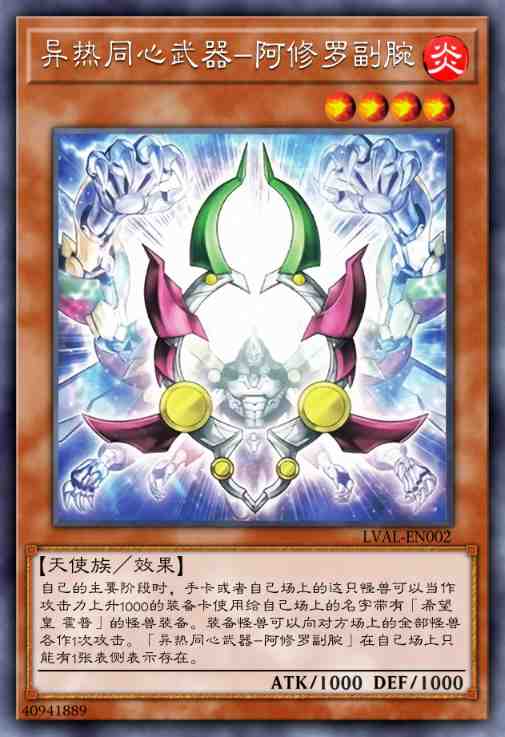 异热同心武器-阿修罗副腕
炎
LVAL-EN002
【天使族／效果】
自己的主要阶段时，手卡或者自己场上的这只怪兽可以当作
攻击力上升1000的装备卡使用给自己场上的名字带有「希望
皇 霍普」的怪兽装备。装备怪兽可以向对方场上的全部怪兽
各作1次攻击。「异热同心武器-阿修罗副腕」在自己场上只
能有1张表侧表示存在。
ATK/1000 DEF/1000
40941889